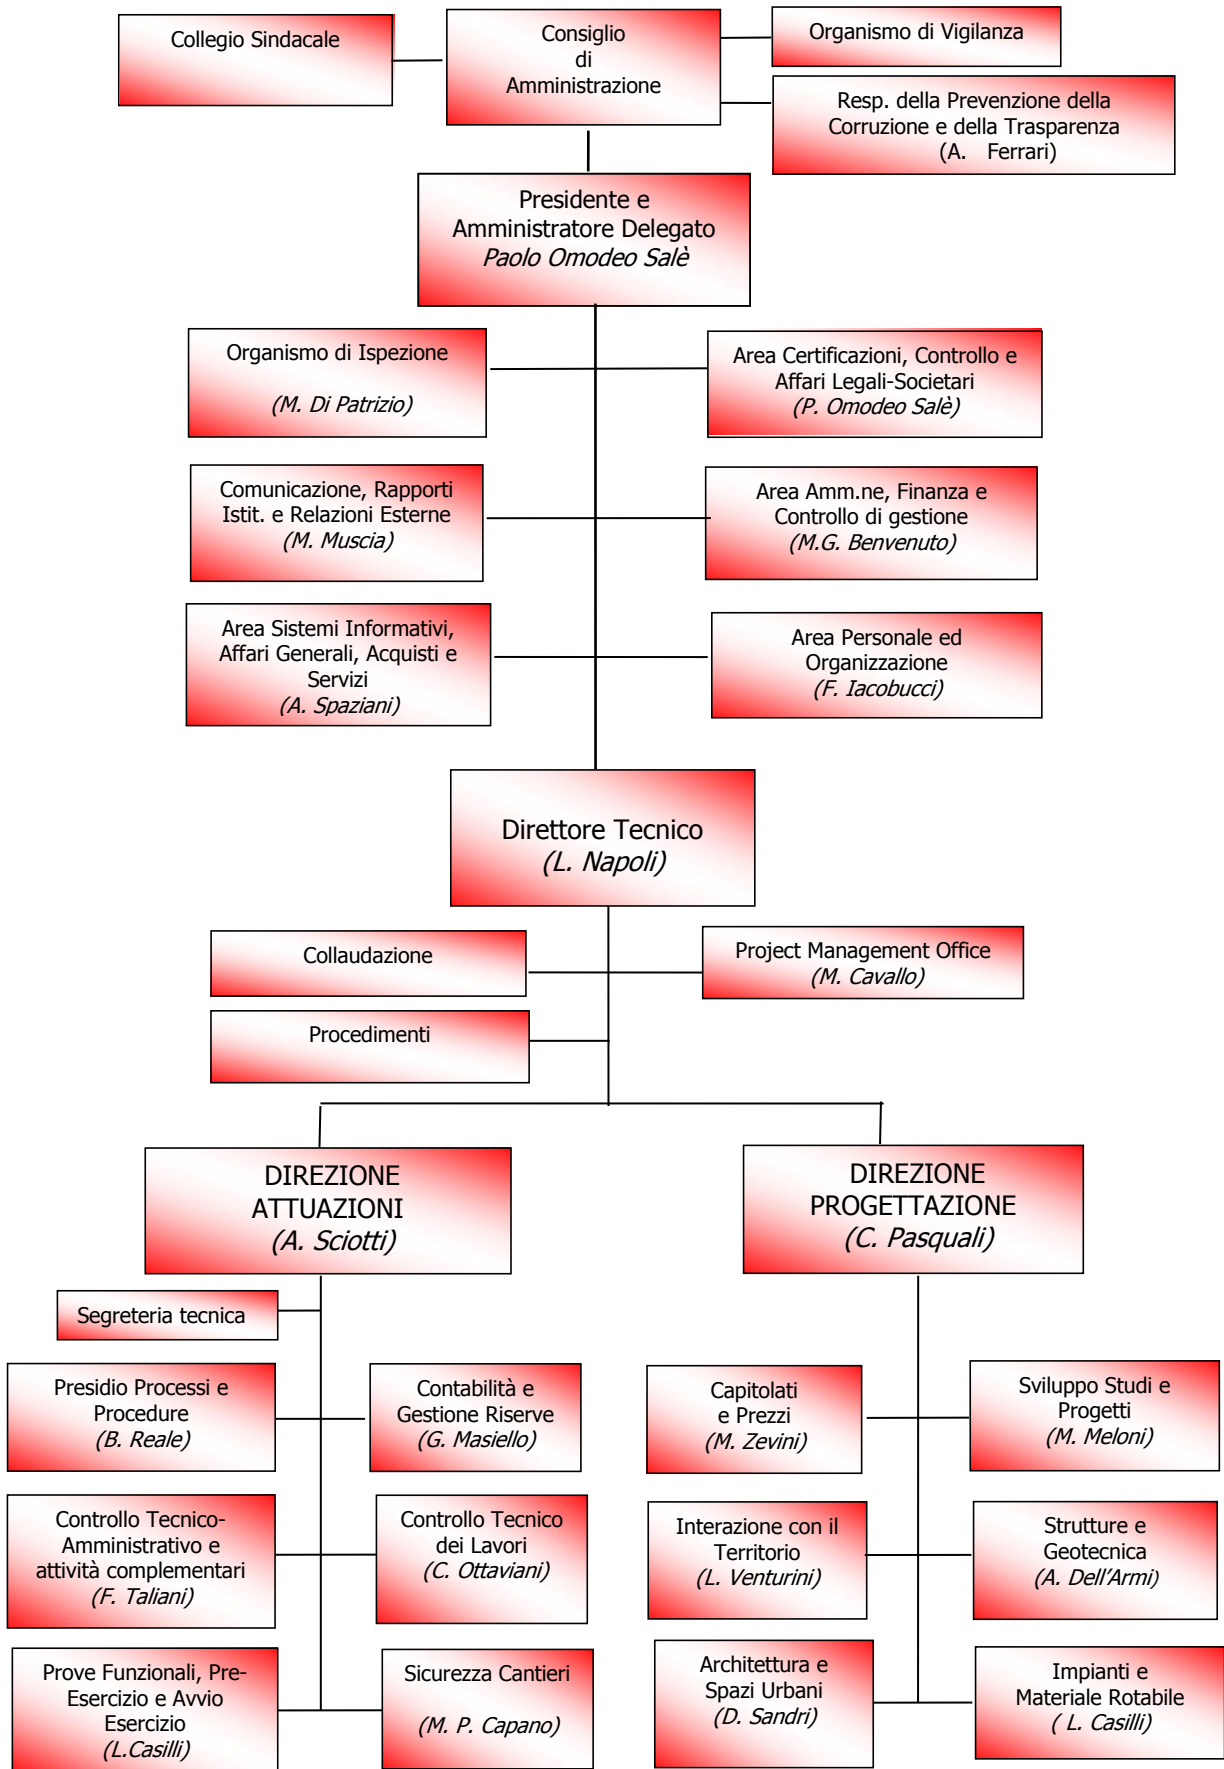 Collegio Sindacale
Consiglio
di
Amministrazione
Organismo di Vigilanza
Resp. della Prevenzione della
Corruzione e della Trasparenza
(A. Ferrari)
Presidente e
Amministratore Delegato
Paolo Omodeo Salè
Organismo di Ispezione
(M. Di Patrizio)
Area Certificazioni, Controllo e
Affari Legali-Societari
(P. Omodeo Salè)
Comunicazione, Rapporti
Istit. e Relazioni Esterne
(M. Muscia)
Area Amm.ne, Finanza e
Controllo di gestione
(M.G. Benvenuto)
Area Sistemi Informativi,
Affari Generali, Acquisti e
Servizi
(A. Spaziani)
Area Personale ed
Organizzazione
(F. Iacobucci)
Direttore Tecnico
(L. Napoli)
Collaudazione
Project Management Office
(M. Cavallo)
Procedimenti
DIREZIONE
ATTUAZIONI
(A. Sciotti)
DIREZIONE
PROGETTAZIONE
(C. Pasquali)
Segreteria tecnica
Presidio Processi e
Procedure
(B. Reale)
Contabilità e
Gestione Riserve
(G. Masiello)
Capitolati
e Prezzi
(M. Zevini)
Sviluppo Studi e
Progetti
(M. Meloni)
Controllo Tecnico-
Amministrativo e
attività complementari
(F. Taliani)
Controllo Tecnico
dei Lavori
(C. Ottaviani)
Interazione con il
Territorio
(L. Venturini)
Strutture e
Geotecnica
(A. Dell'Armi)
Prove Funzionali, Pre-
Esercizio e Avvio
Esercizio
(L.Casilli)
Sicurezza Cantieri
(M. P. Capano)
Architettura e
Spazi Urbani
(D. Sandri)
Impianti e
Materiale Rotabile
( L. Casilli)